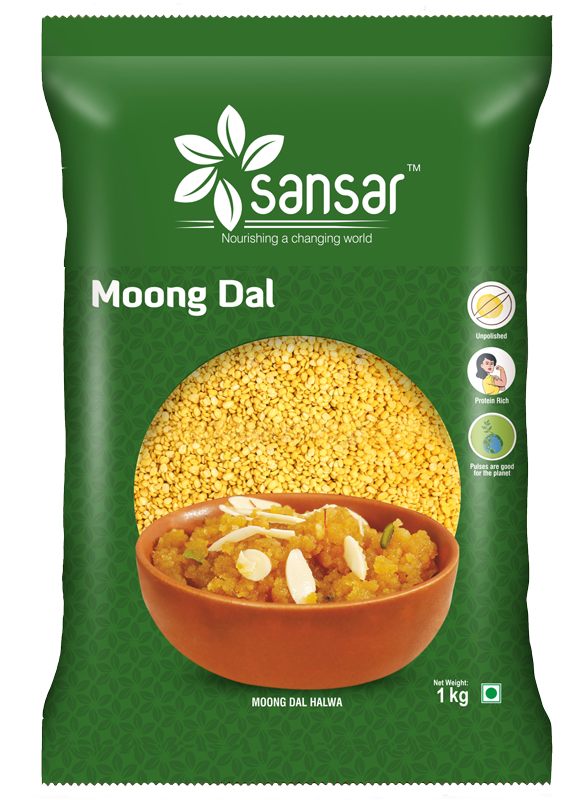 sansar™
Nourishing a changing world
Moong Dal
Unpolished
Protein Rich
Pulses are good
for the planet
Net Weight:
1 kg
MOONG DAL HALWA